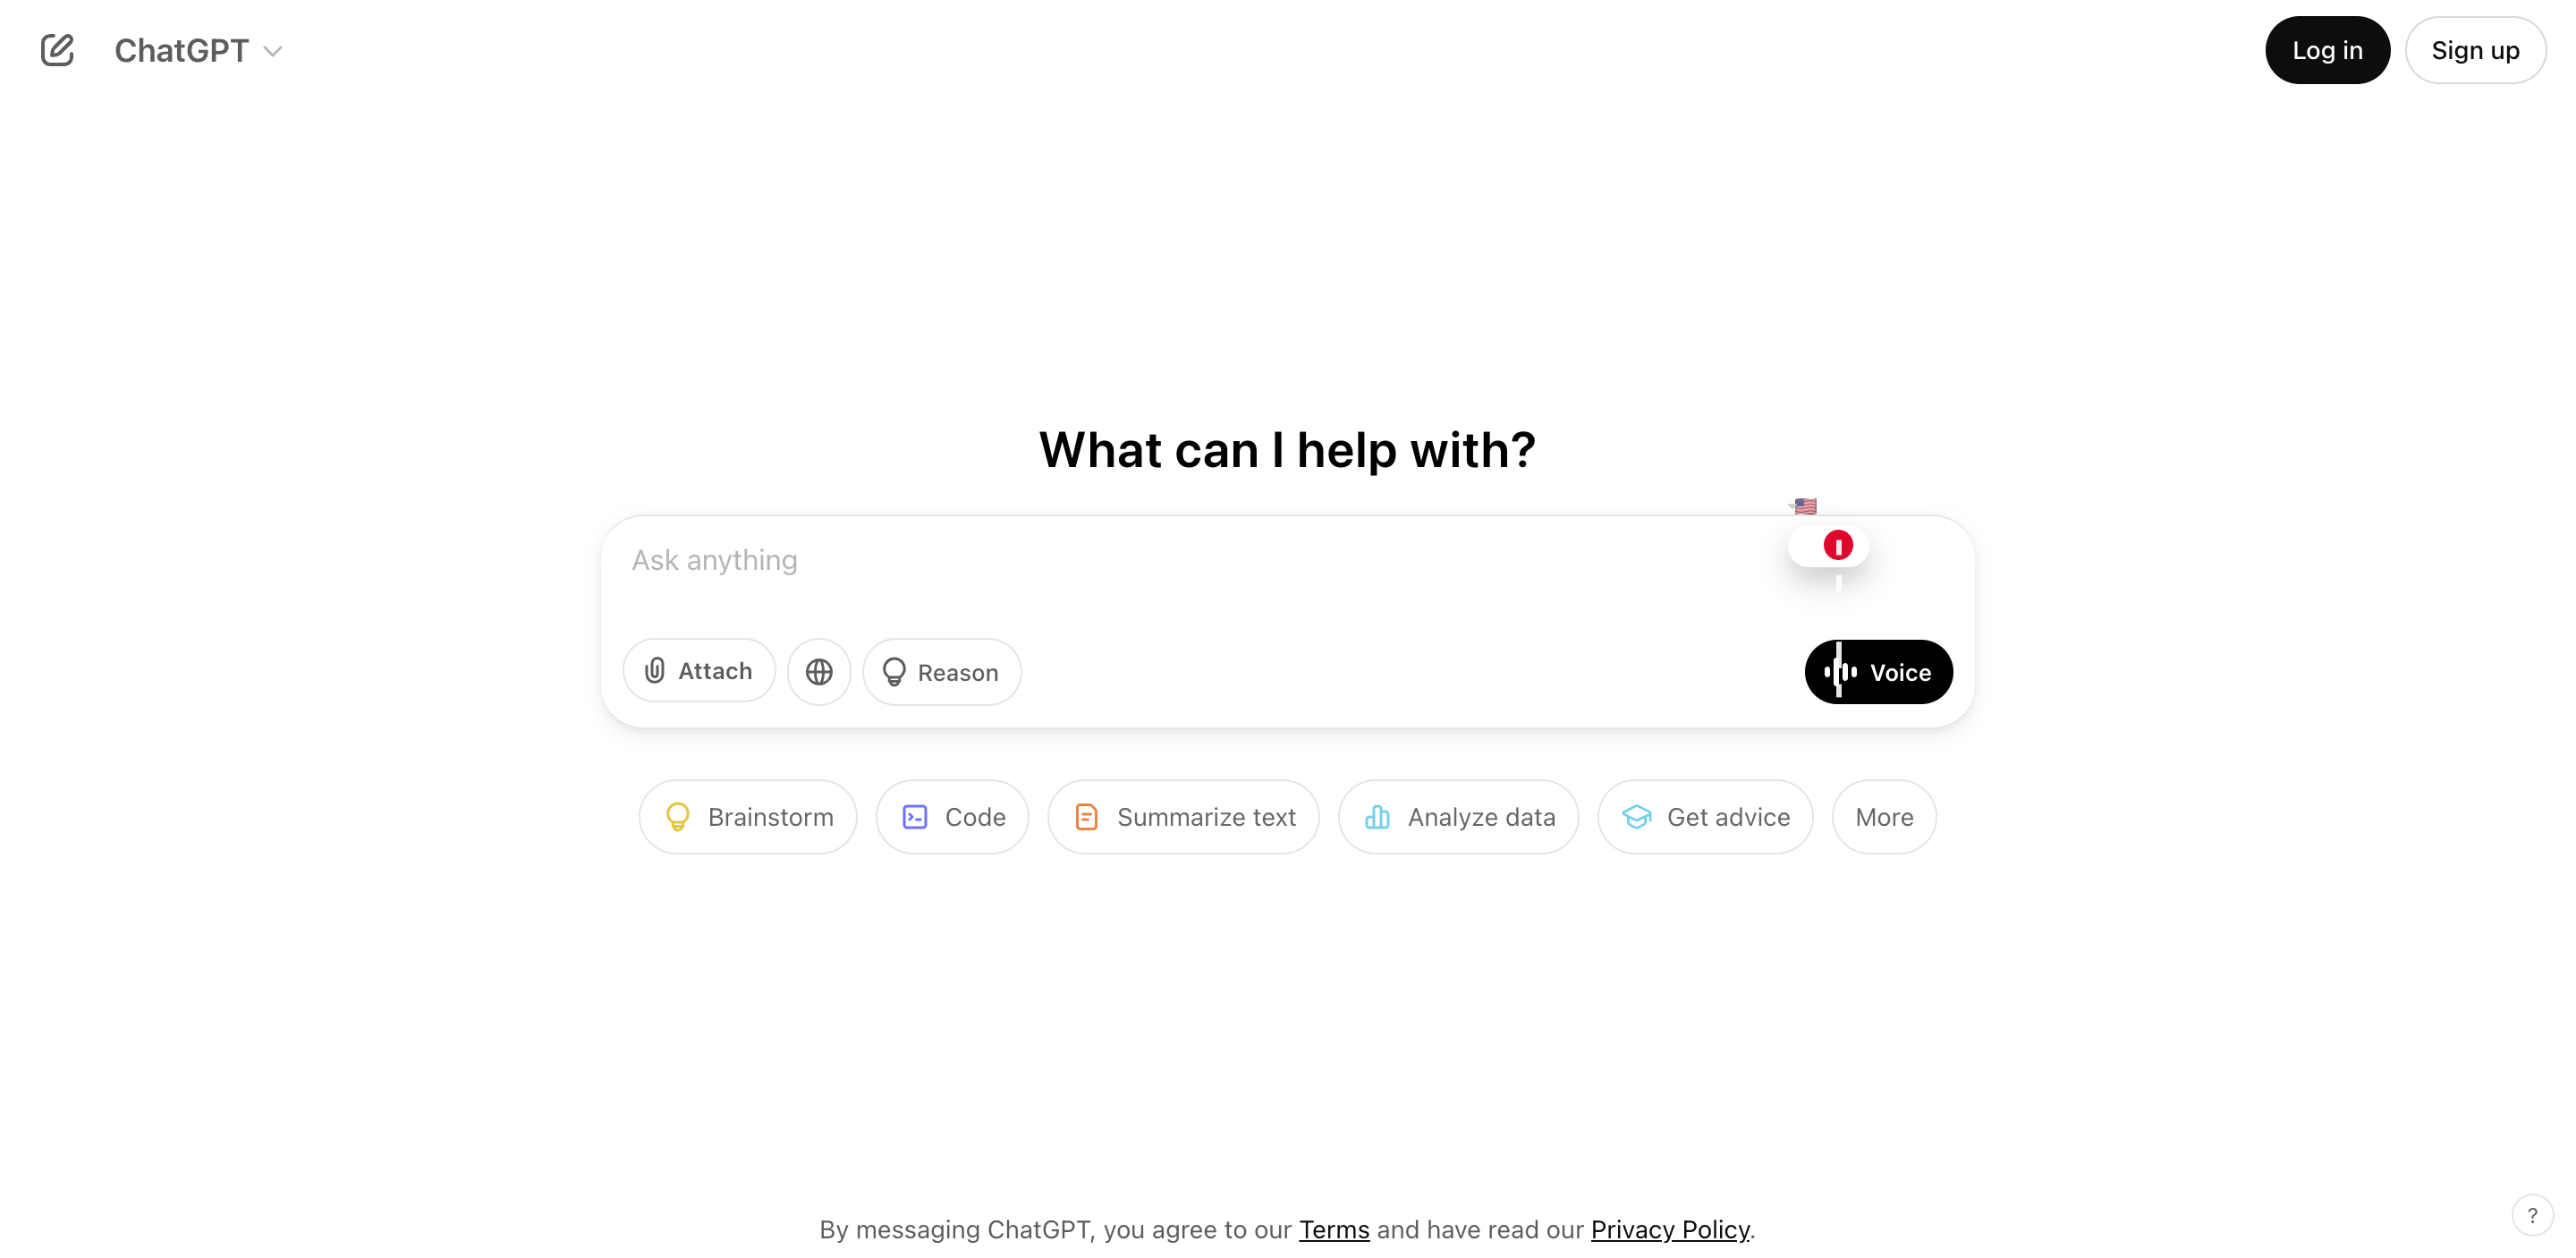 ChatGPT
Log in
Sign up
What can I help with?
Ask anything
Attach
Reason
Voice
Brainstorm
Code
Summarize text
Analyze data
Get advice
More
By messaging ChatGPT, you agree to our Terms and have read our Privacy Policy.
?